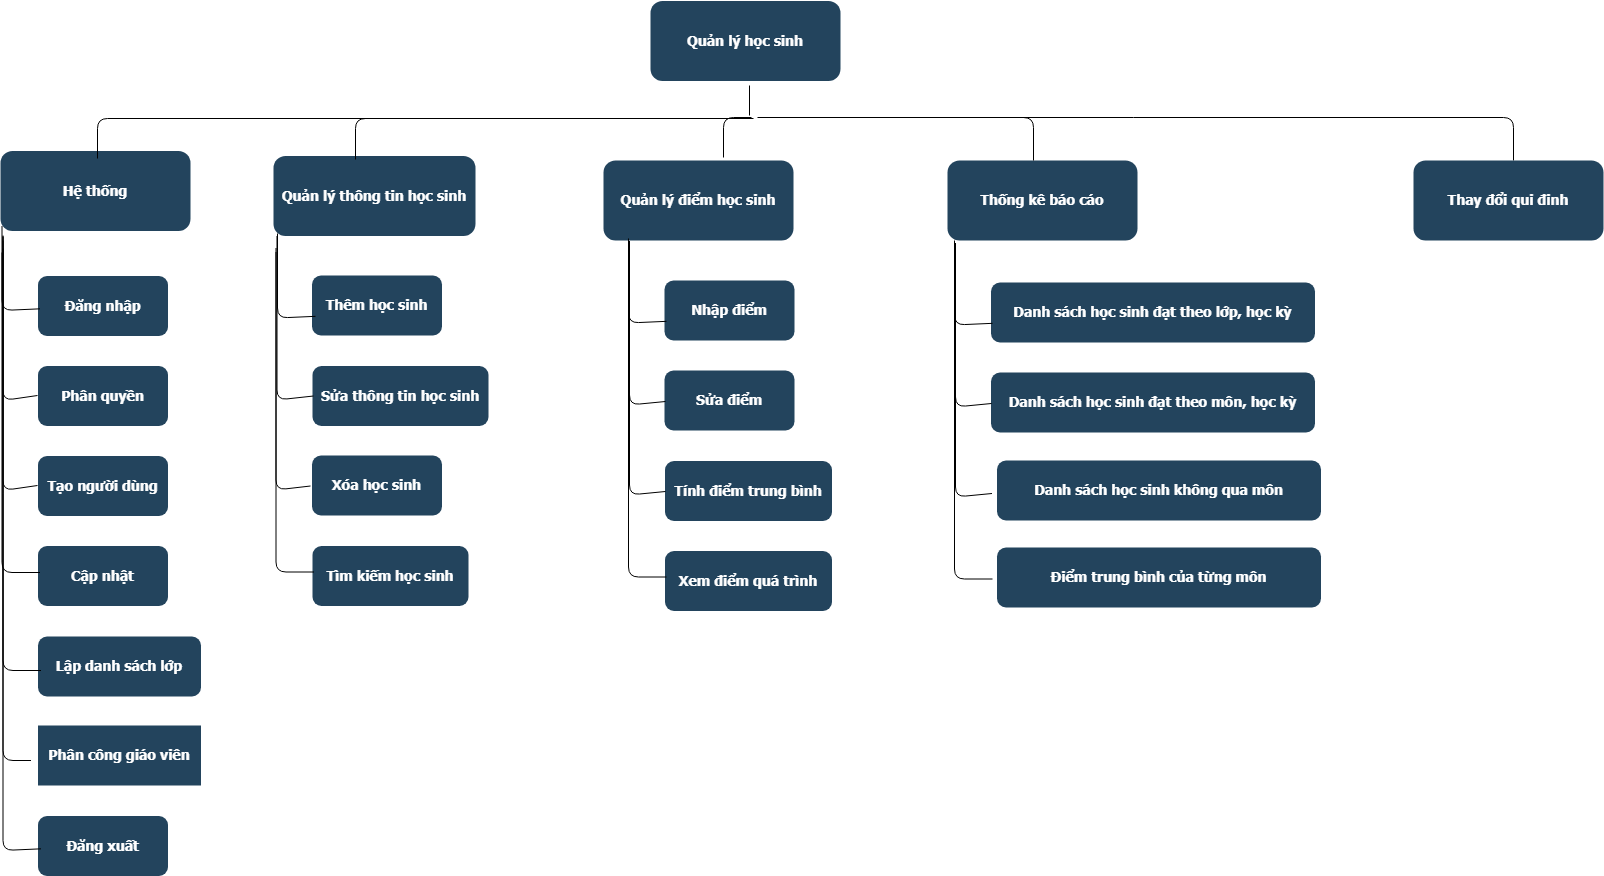 Quản lý học sinh
Hệ thống
Quản lý thông tin học sinh
Quản lý điểm học sinh
Thống kê báo cáo
Thay đổi qui đinh
Đăng nhập
Phân quyền
Tạo người dùng
Cập nhật
Lập danh sách lớp
Phân công giáo viên
Đăng xuất
Thêm học sinh
Sửa thông tin học sinh
Xóa học sinh
Tìm kiếm học sinh
Nhập điểm
Sửa điểm
Tính điểm trung bình
Xem điểm quá trình
Danh sách học sinh đạt theo lớp, học kỳ
Danh sách học sinh đạt theo môn, học kỳ
Danh sách học sinh không qua môn
Điểm trung bình của từng môn